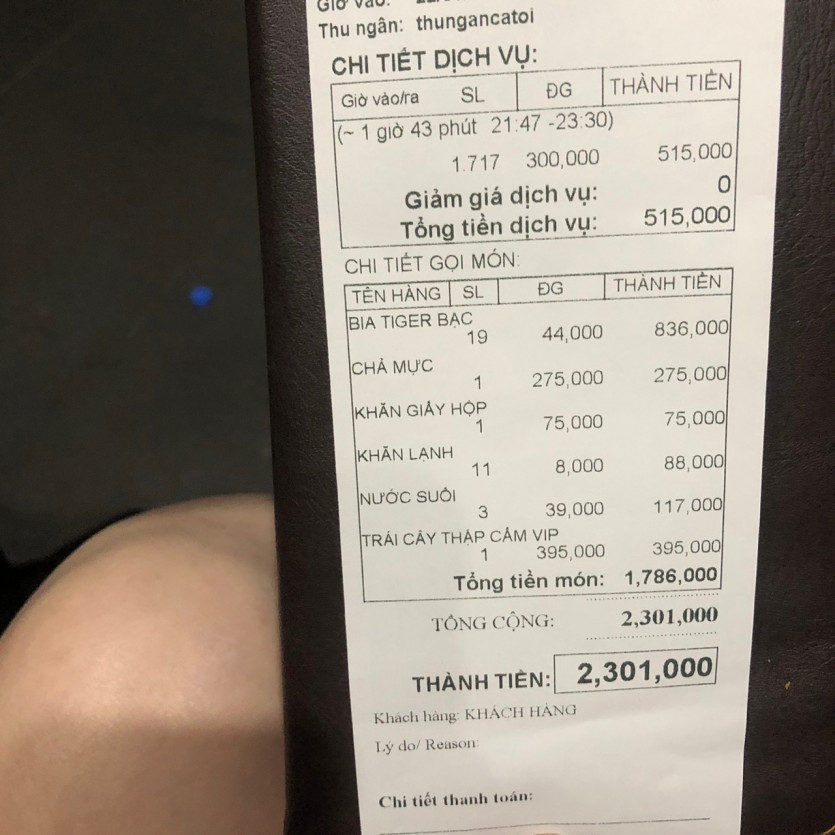 Giờ vào:
Thu ngân: thungancatoi
CHI TIẾT DỊCH VỤ:
Giờ vào/ra SL ĐG THÀNH TIỀN
(~ 1 giờ 43 phút 21:47 -23:30)
1.717 300,000 515,000
Giảm giá dịch vụ: 0
Tổng tiền dịch vụ: 515,000
CHI TIẾT GỌI MÓN:
TÊN HÀNG SL ĐG THÀNH TIỀN
BIA TIGER BẠC
19 44,000 836,000
CHẢ MỰC
1 275,000 275,000
KHĂN GIẤY HỘP
1 75,000 75,000
KHĂN LẠNH
11 8,000 88,000
NƯỚC SUỐI
3 39,000 117,000
TRÁI CÂY THẬP CẨM VIP
1 395,000 395,000
Tổng tiền món: 1,786,000
TỔNG CỘNG: 2,301,000
THÀNH TIỀN: 2,301,000
Khách hàng: KHÁCH HÀNG
Lý do/ Reason:
Chi tiết thanh toán: